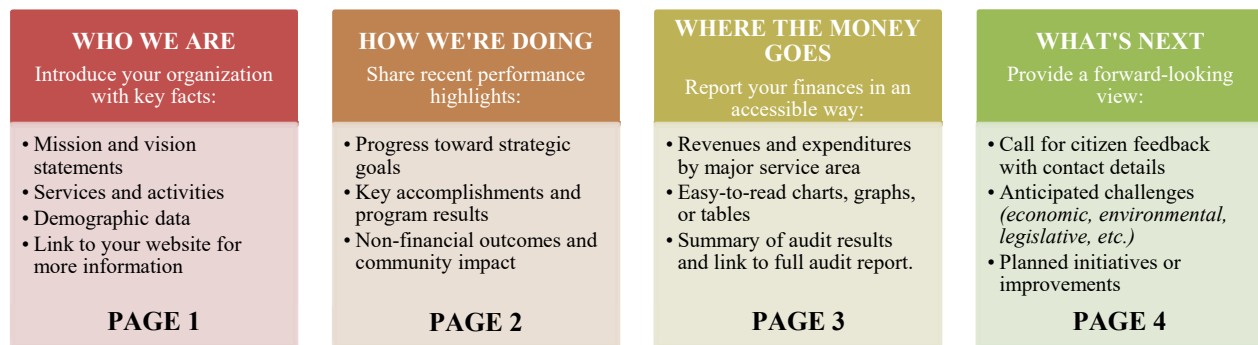 WHO WE ARE
Introduce your organization
with key facts:
• Mission and vision
statements
• Services and activities
• Demographic data
• Link to your website for
more information
PAGE 1
HOW WE'RE DOING
Share recent performance
highlights:
• Progress toward strategic
goals
• Key accomplishments and
program results
• Non-financial outcomes and
community impact
PAGE 2
WHERE THE MONEY
GOES
Report your finances in an
accessible way:
• Revenues and expenditures
by major service area
• Easy-to-read charts, graphs,
or tables
• Summary of audit results
and link to full audit report.
PAGE 3
WHAT'S NEXT
Provide a forward-looking
view:
• Call for citizen feedback
with contact details
• Anticipated challenges
(economic, environmental,
legislative, etc.)
• Planned initiatives or
improvements
PAGE 4